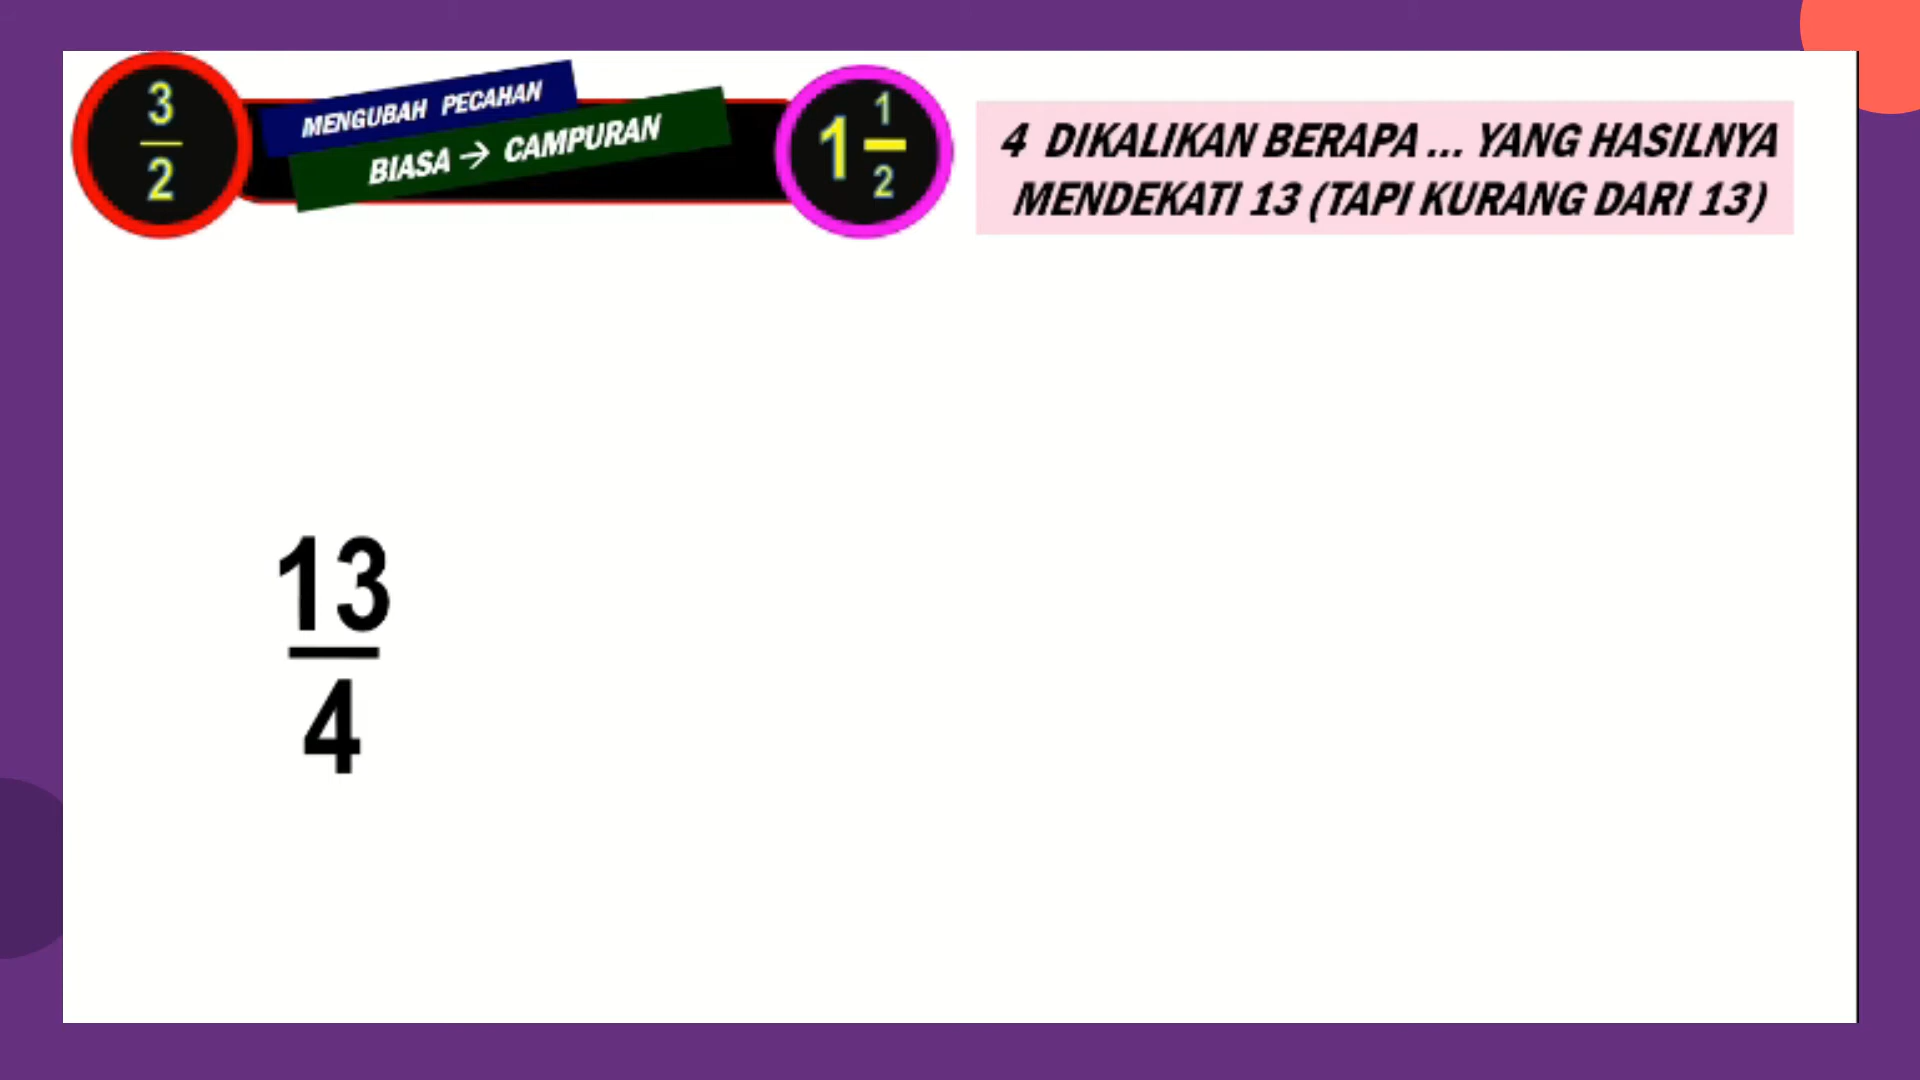 3
2
MENGUBAH PECAHAN
BIASA → CAMPURAN
1 1
2
4 DIKALIKAN BERAPA ... YANG HASILNYA
MENDEKATI 13 (TAPI KURANG DARI 13)
13
4